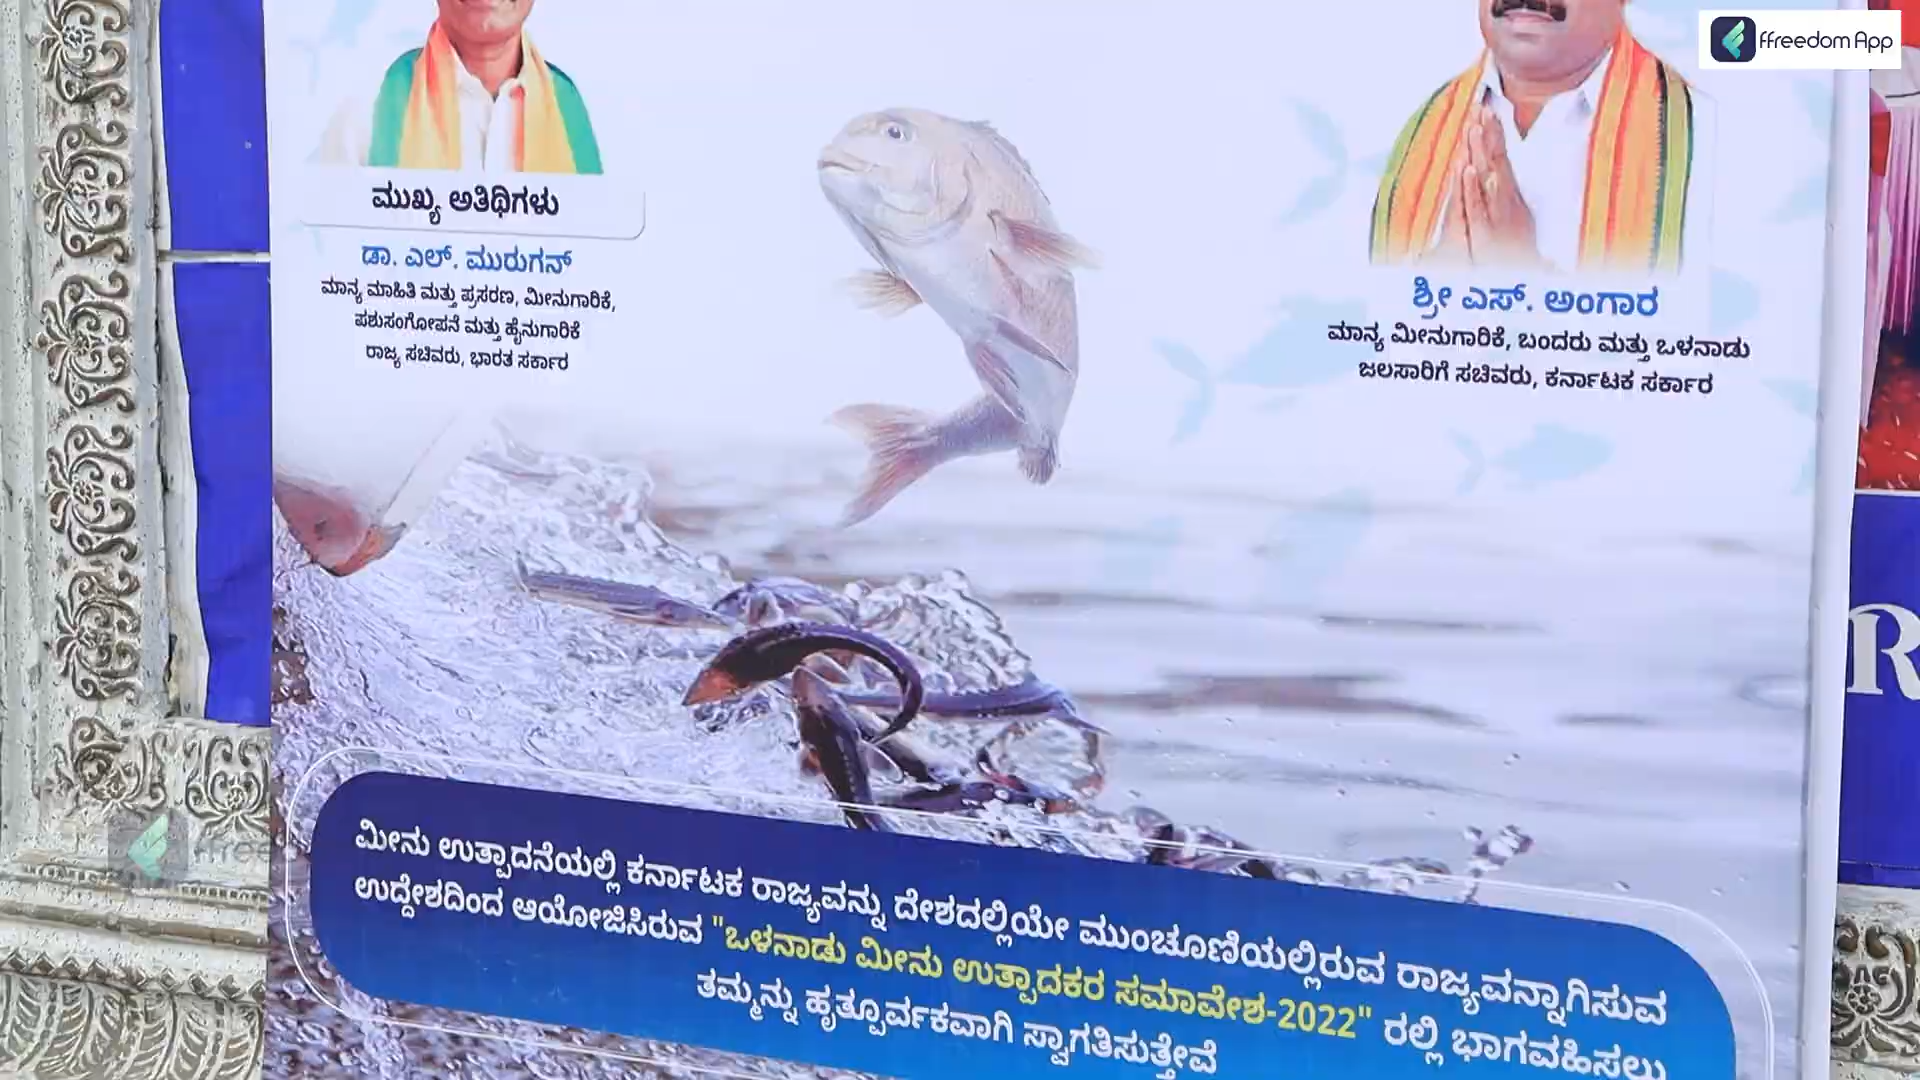 ffreedom App
ಮುಖ್ಯ ಅತಿಥಿಗಳು
ಡಾ. ಎಲ್. ಮುರುಗನ್
ಮಾನ್ಯ ಮಾಹಿತಿ ಮತ್ತು ಪ್ರಸರಣ, ಮೀನುಗಾರಿಕೆ,
ಪಶುಸಂಗೋಪನೆ ಮತ್ತು ಹೈನುಗಾರಿಕೆ
ರಾಜ್ಯ ಸಚಿವರು, ಭಾರತ ಸರ್ಕಾರ
ಶ್ರೀ ಎಸ್. ಅಂಗಾರ
ಮಾನ್ಯ ಮೀನುಗಾರಿಕೆ, ಬಂದರು ಮತ್ತು ಒಳನಾಡು
ಜಲಸಾರಿಗೆ ಸಚಿವರು, ಕರ್ನಾಟಕ ಸರ್ಕಾರ
R
ffree
ಮೀನು ಉತ್ಪಾದನೆಯಲ್ಲಿ ಕರ್ನಾಟಕ ರಾಜ್ಯವನ್ನು ದೇಶದಲ್ಲಿಯೇ ಮುಂಚೂಣಿಯಲ್ಲಿರುವ ರಾಜ್ಯವನ್ನಾಗಿಸುವ
ಉದ್ದೇಶದಿಂದ ಆಯೋಜಿಸಿರುವ "ಒಳನಾಡು ಮೀನು ಉತ್ಪಾದಕರ ಸಮಾವೇಶ-2022" ರಲ್ಲಿ ಭಾಗವಹಿಸಲು
ತಮ್ಮನ್ನು ಹೃತ್ಪೂರ್ವಕವಾಗಿ ಸ್ವಾಗತಿಸುತ್ತೇವೆ